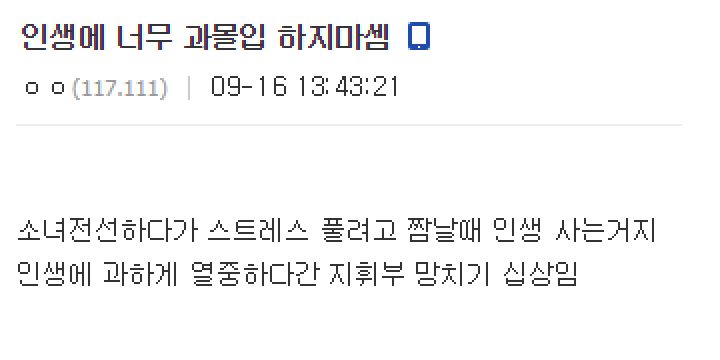 인생에 너무 과몰입 하지마셈
ㅇㅇ(117.111) | 09-16 13:43:21
소녀전선하다가 스트레스 풀려고 짬날때 인생 사는거지
인생에 과하게 열중하다간 지휘부 망치기 십상임